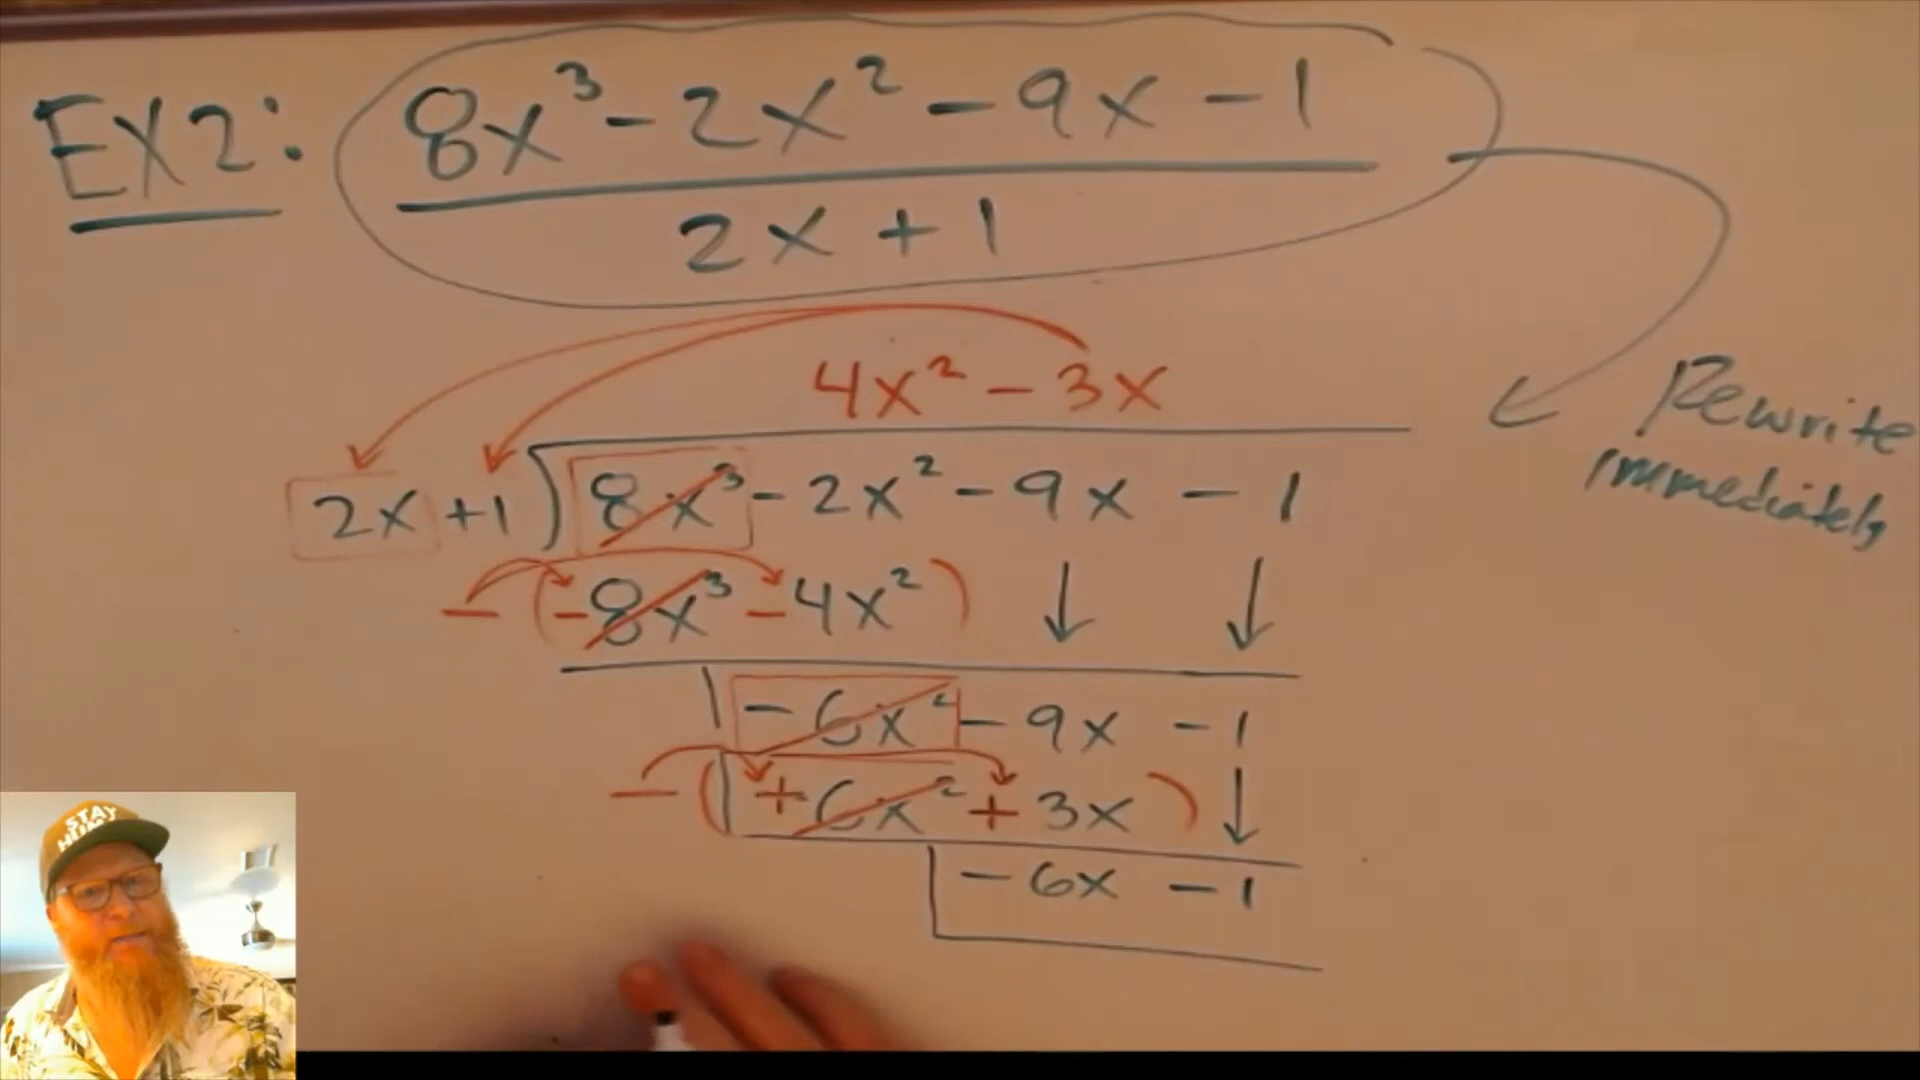 EX2: 8x³ - 2x² - 9x - 1
2x + 1
4x² - 3x
Rewrite
immediately
2x + 1 ) 8x³ - 2x² - 9x - 1
- ( - 8x³ - 4x² )
- 6x² - 9x - 1
- ( + 6x² + 3x )
- 6x - 1
STAY